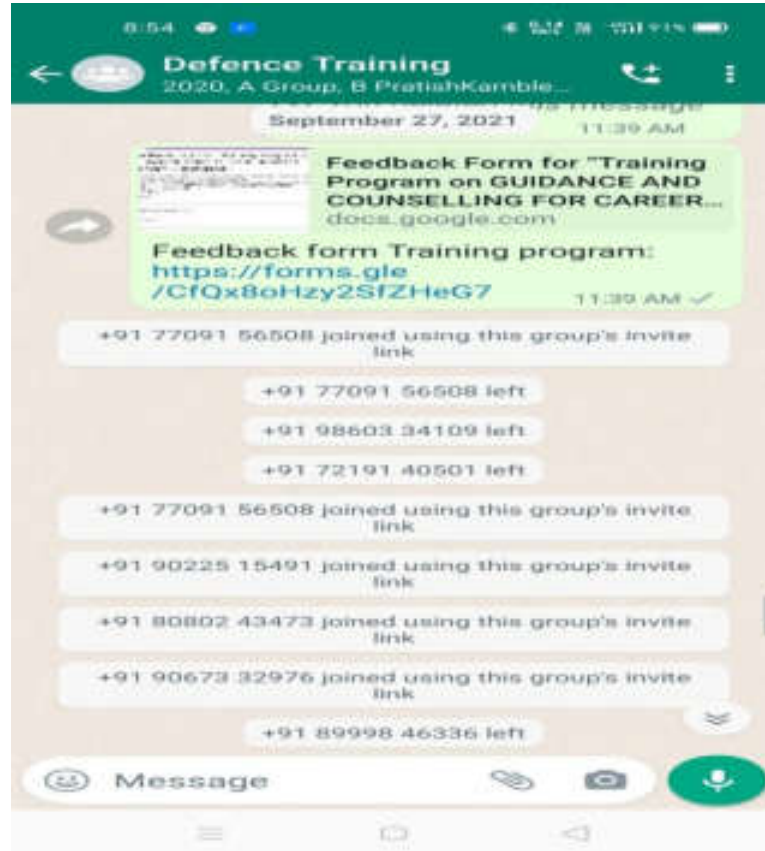 8:54
Defence Training
2020, A Group, B PratishKamble...
message
11:39 AM
September 27, 2021
Feedback Form for "Training
Program on GUIDANCE AND
COUNSELLING FOR CAREER...
docs.google.com
Feedback form Training program:
https://forms.gle
/CfQx8oHzy2SfZHeG7
11:39 AM
+91 77091 56508 joined using this group's invite
link
+91 77091 56508 left
+91 98603 34109 left
+91 72191 40501 left
+91 77091 56508 joined using this group's invite
link
+91 90225 15491 joined using this group's invite
link
+91 80802 43473 joined using this group's invite
link
+91 90673 32976 joined using this group's invite
link
+91 89998 46336 left
Message